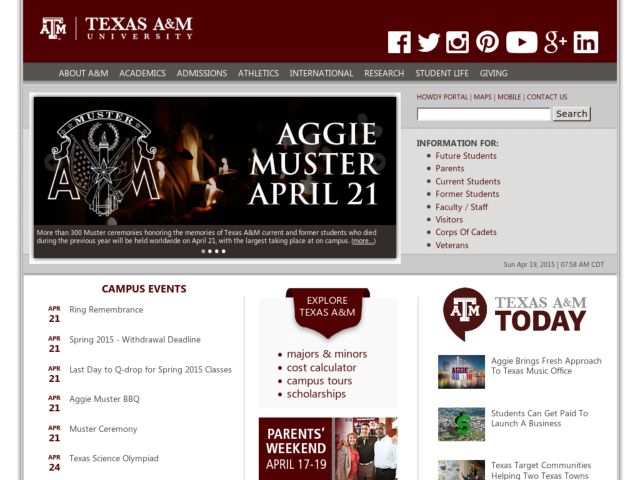 ATM TEXAS A&M
UNIVERSITY
ABOUT A&M ACADEMICS ADMISSIONS ATHLETICS INTERNATIONAL RESEARCH STUDENT LIFE GIVING
MUSTER
A M
AGGIE
MUSTER
APRIL 21
More than 300 Muster ceremonies honoring the memories of Texas A&M current and former students who died
during the previous year will be held worldwide on April 21, with the largest taking place at on campus. (more...)
HOWDY PORTAL | MAPS | MOBILE | CONTACT US
Search
INFORMATION FOR:
Future Students
Parents
Current Students
Former Students
Faculty / Staff
Visitors
Corps Of Cadets
Veterans
Sun Apr 19, 2015 | 07:58 AM CDT
CAMPUS EVENTS
APR
21
Ring Remembrance
APR
21
Spring 2015 - Withdrawal Deadline
APR
21
Last Day to Q-drop for Spring 2015 Classes
APR
21
Aggie Muster BBQ
APR
21
Muster Ceremony
APR
24
Texas Science Olympiad
EXPLORE
TEXAS A&M
majors & minors
cost calculator
campus tours
scholarships
PARENTS'
WEEKEND
APRIL 17-19
ATM TEXAS A&M
TODAY
Aggie Brings Fresh Approach
To Texas Music Office
Students Can Get Paid To
Launch A Business
Texas Target Communities
Helping Two Texas Towns